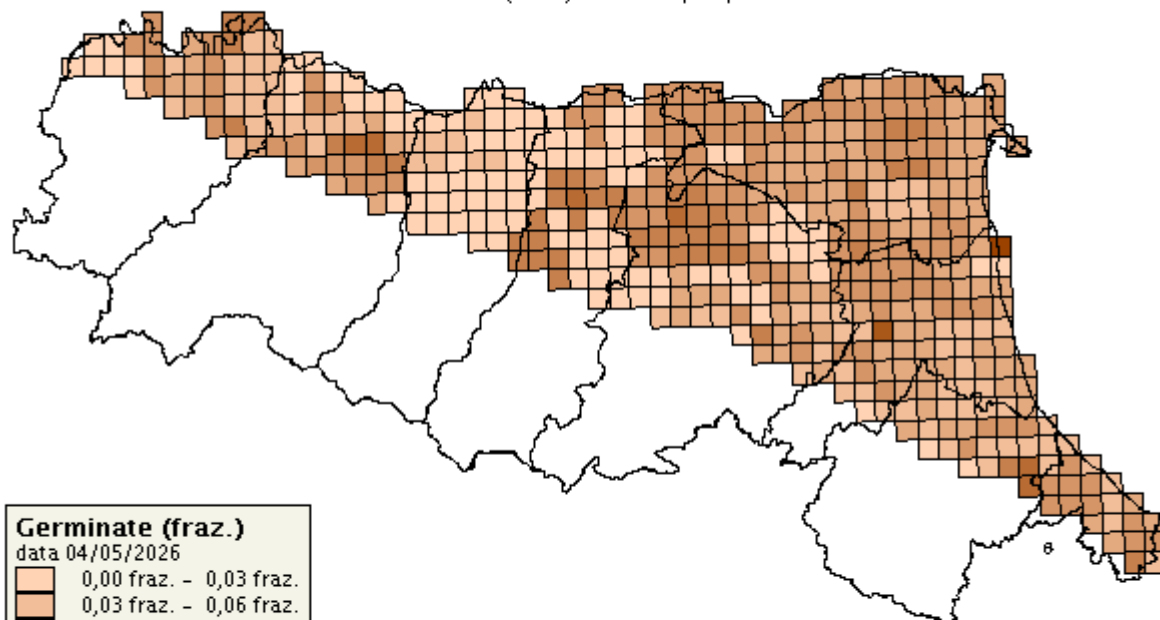 Germinate (fraz.)
data 04/05/2026
0,00 fraz. - 0,03 fraz.
0,03 fraz. - 0,06 fraz.